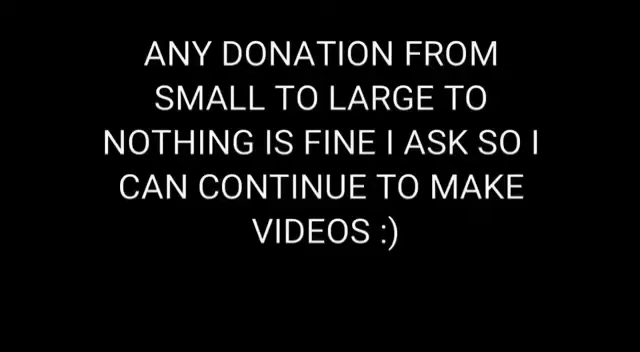 ANY DONATION FROM
SMALL TO LARGE TO
NOTHING IS FINE I ASK SO I
CAN CONTINUE TO MAKE
VIDEOS :)